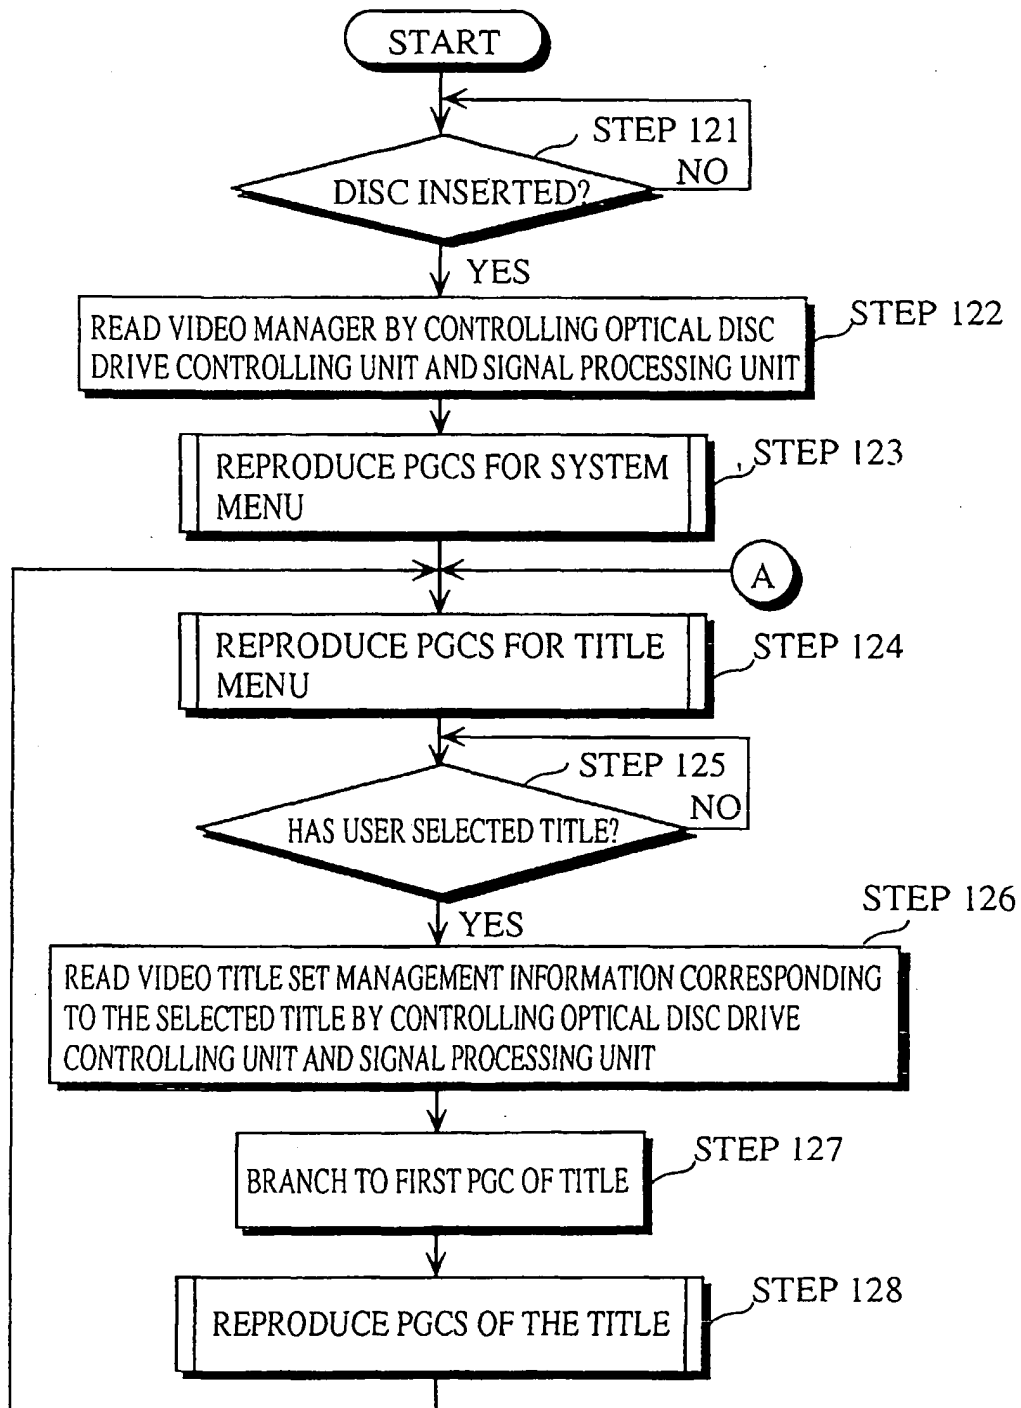 START
STEP 121
NO
DISC INSERTED?
YES
STEP 122
READ VIDEO MANAGER BY CONTROLLING OPTICAL DISC
DRIVE CONTROLLING UNIT AND SIGNAL PROCESSING UNIT
STEP 123
REPRODUCE PGCS FOR SYSTEM
MENU
A
STEP 124
REPRODUCE PGCS FOR TITLE
MENU
STEP 125
NO
HAS USER SELECTED TITLE?
YES
STEP 126
READ VIDEO TITLE SET MANAGEMENT INFORMATION CORRESPONDING
TO THE SELECTED TITLE BY CONTROLLING OPTICAL DISC DRIVE
CONTROLLING UNIT AND SIGNAL PROCESSING UNIT
STEP 127
BRANCH TO FIRST PGC OF TITLE
STEP 128
REPRODUCE PGCS OF THE TITLE